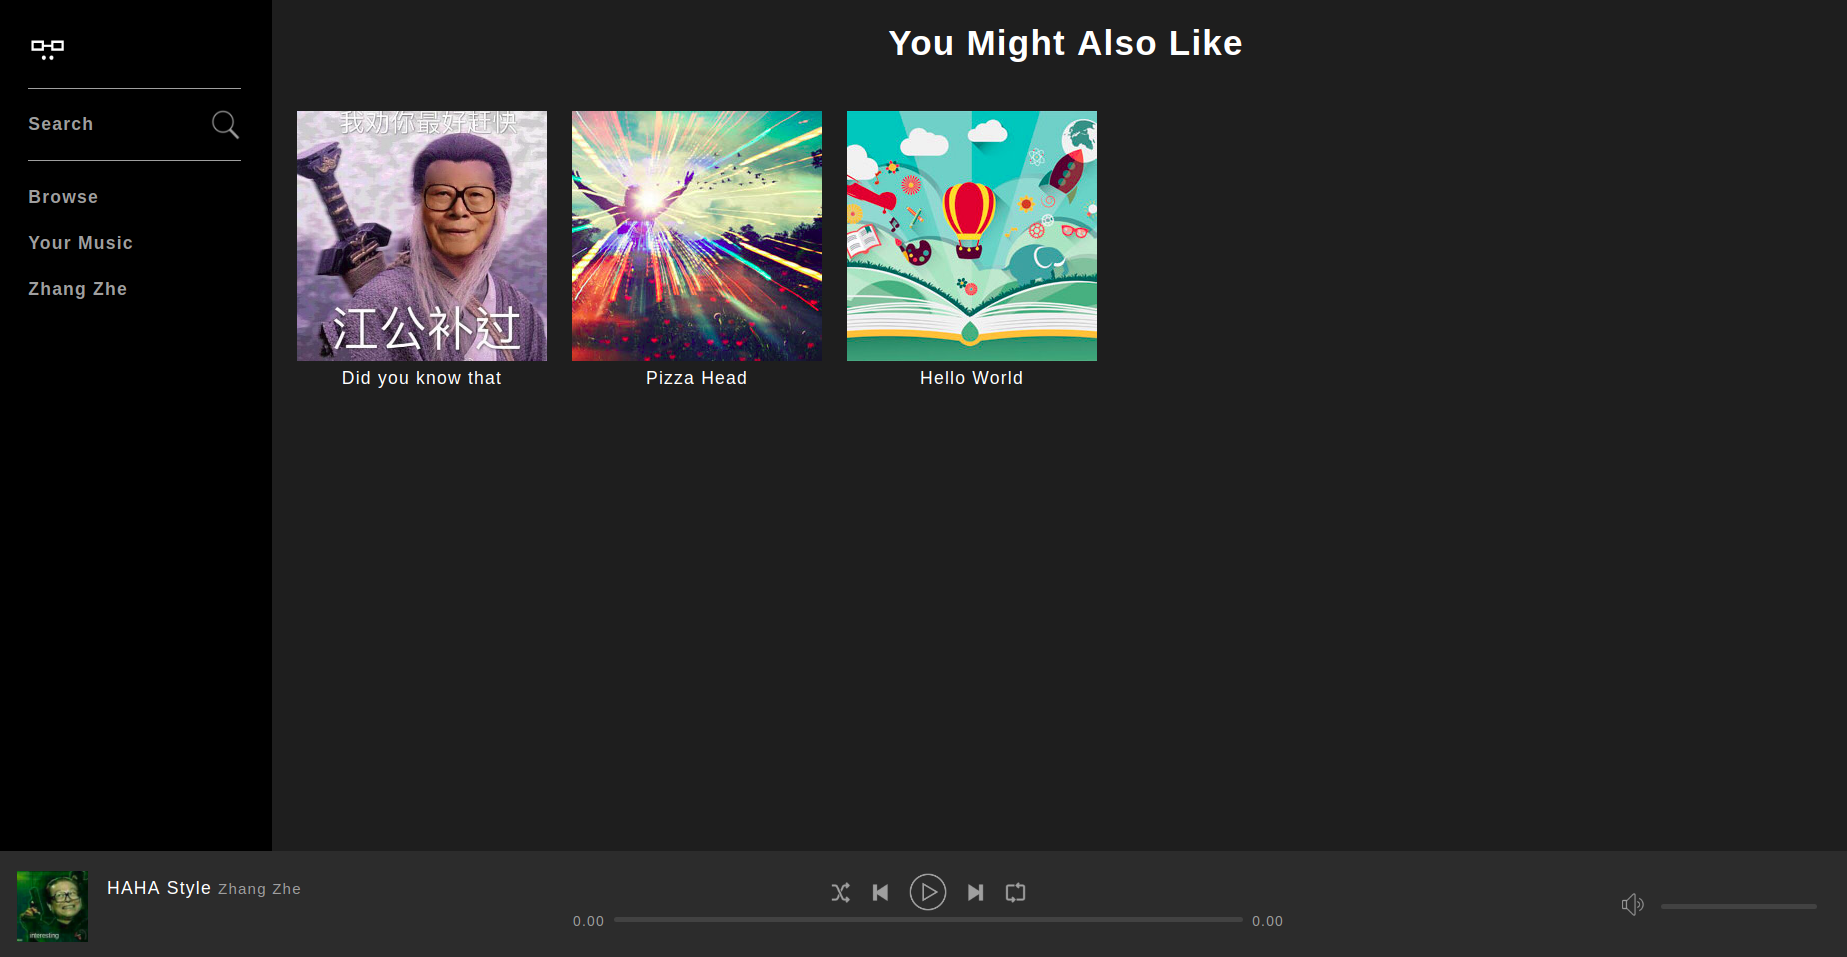 You Might Also Like
Search
Browse
Your Music
Zhang Zhe
我劝你最好赶快
江公补过
Did you know that
Pizza Head
Hello World
interesting
HAHA Style Zhang Zhe
0.00
0.00